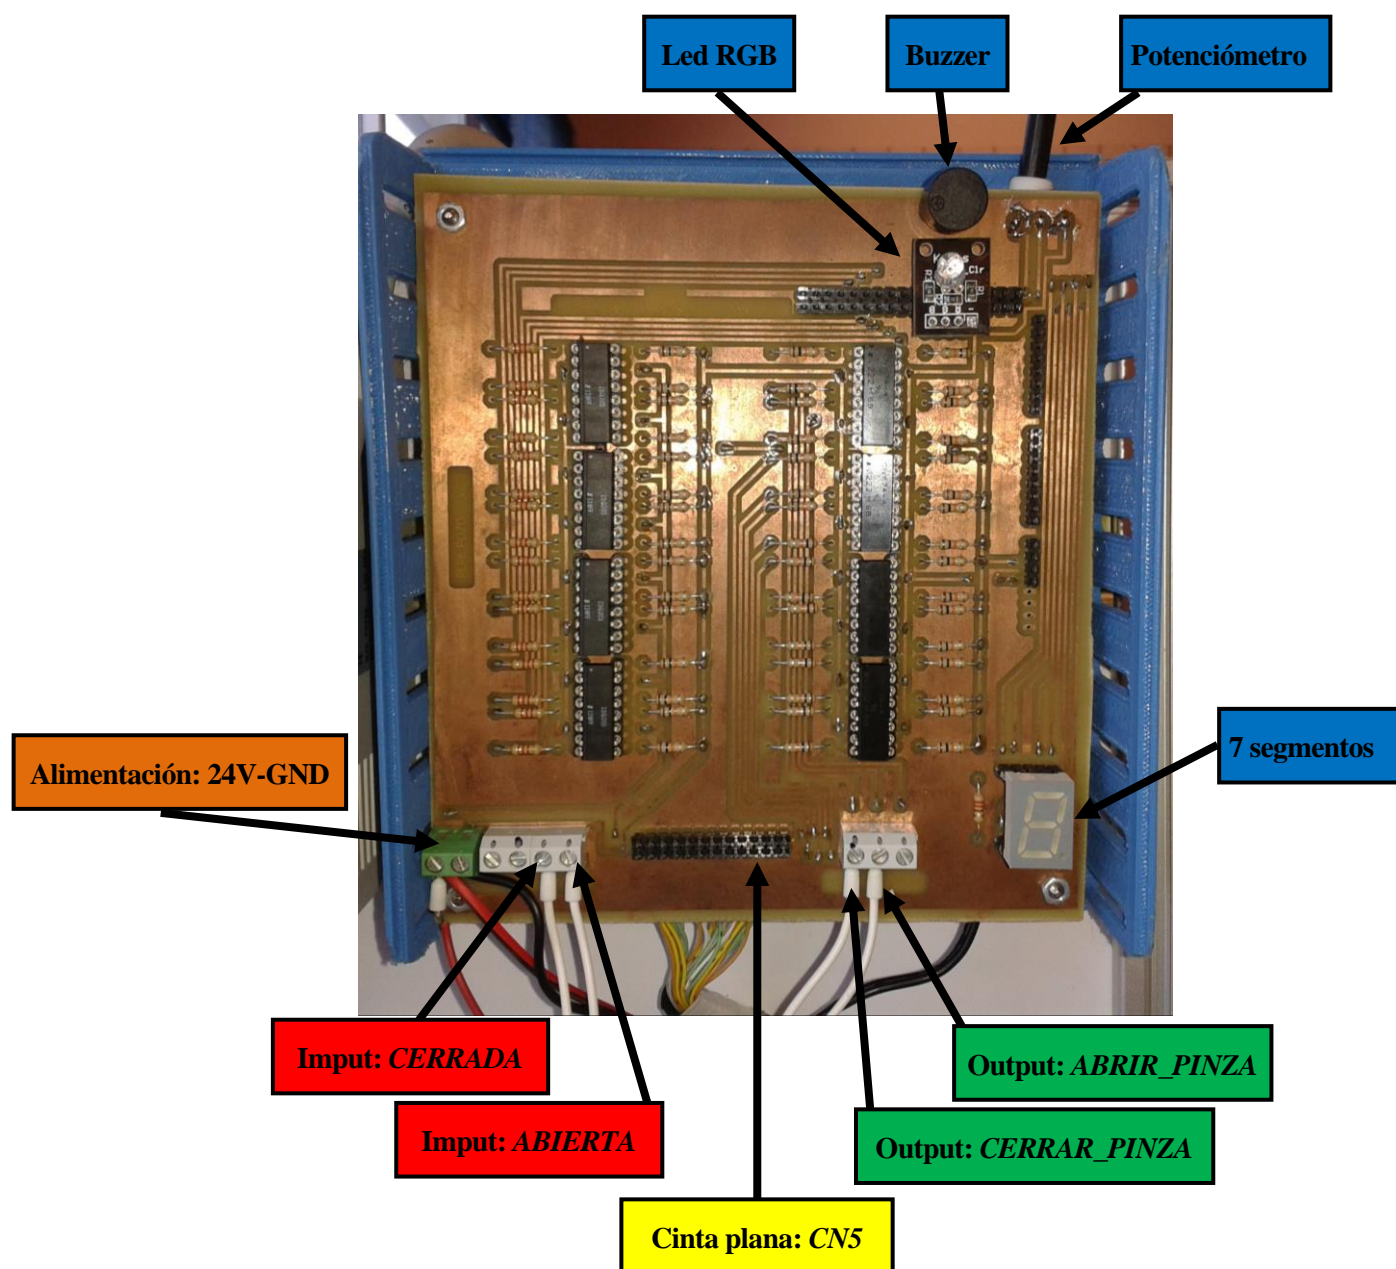 Led RGB
Buzzer
Potenciómetro
7 segmentos
Alimentación: 24V-GND
Imput: CERRADA
Output: ABRIR_PINZA
Imput: ABIERTA
Output: CERRAR_PINZA
Cinta plana: CN5